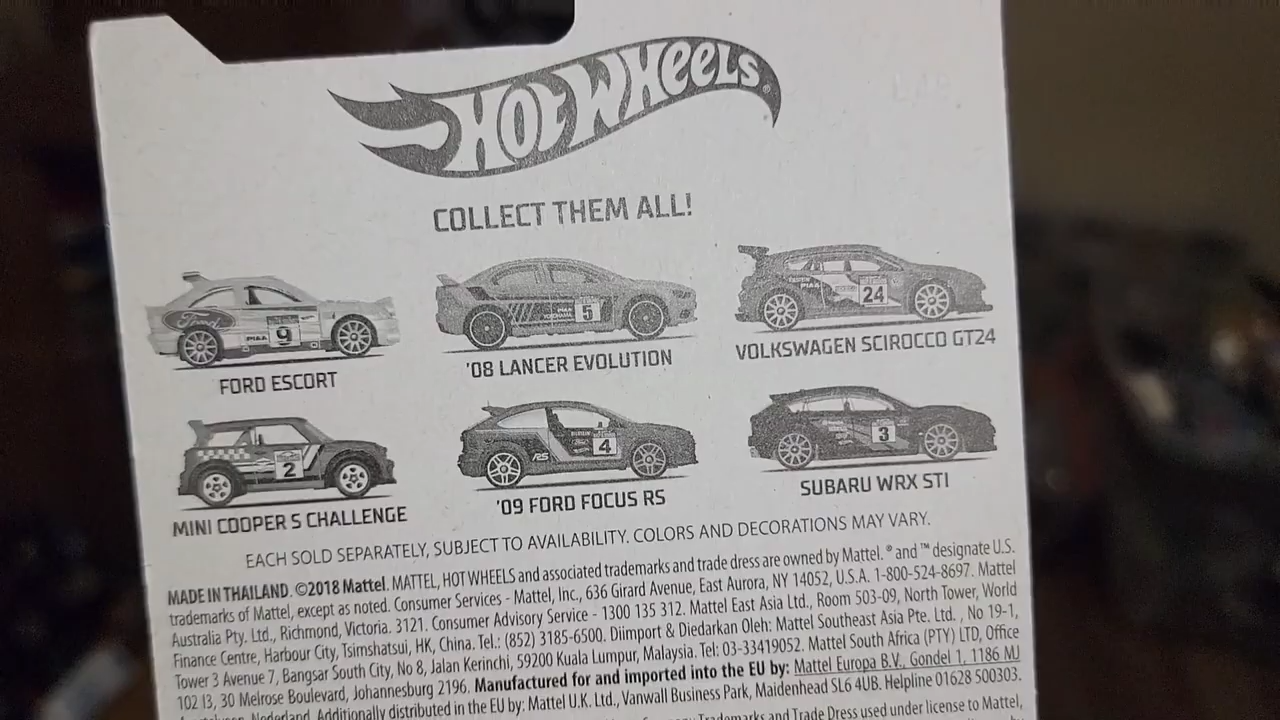 HOT WHEELS
COLLECT THEM ALL!
Ford
PIAA 9
5
24
FORD ESCORT
'08 LANCER EVOLUTION
VOLKSWAGEN SCIROCCO GT24
2
RS 4
3
MINI COOPER S CHALLENGE
'09 FORD FOCUS RS
SUBARU WRX STI
EACH SOLD SEPARATELY, SUBJECT TO AVAILABILITY. COLORS AND DECORATIONS MAY VARY.
MADE IN THAILAND. ©2018 Mattel. MATTEL, HOT WHEELS and associated trademarks and trade dress are owned by Mattel. ® and ™ designate U.S.
trademarks of Mattel, except as noted. Consumer Services - Mattel, Inc., 636 Girard Avenue, East Aurora, NY 14052, U.S.A. 1-800-524-8697. Mattel
Australia Pty. Ltd., Richmond, Victoria. 3121. Consumer Advisory Service - 1300 135 312. Mattel East Asia Ltd., Room 503-09, North Tower, World
Finance Centre, Harbour City, Tsimshatsui, HK, China. Tel.: (852) 3185-6500. Diimport & Diedarkan Oleh: Mattel Southeast Asia Pte. Ltd. , No 19-1,
Tower 3 Avenue 7, Bangsar South City, No 8, Jalan Kerinchi, 59200 Kuala Lumpur, Malaysia. Tel: 03-33419052. Mattel South Africa (PTY) LTD, Office
102 I3, 30 Melrose Boulevard, Johannesburg 2196. Manufactured for and imported into the EU by: Mattel Europa B.V., Gondel 1, 1186 MJ
Nederland. Additionally distributed in the EU by: Mattel U.K. Ltd., Vanwall Business Park, Maidenhead SL6 4UB. Helpline 01628 500303.
Trademarks and Trade Dress used under license to Mattel,